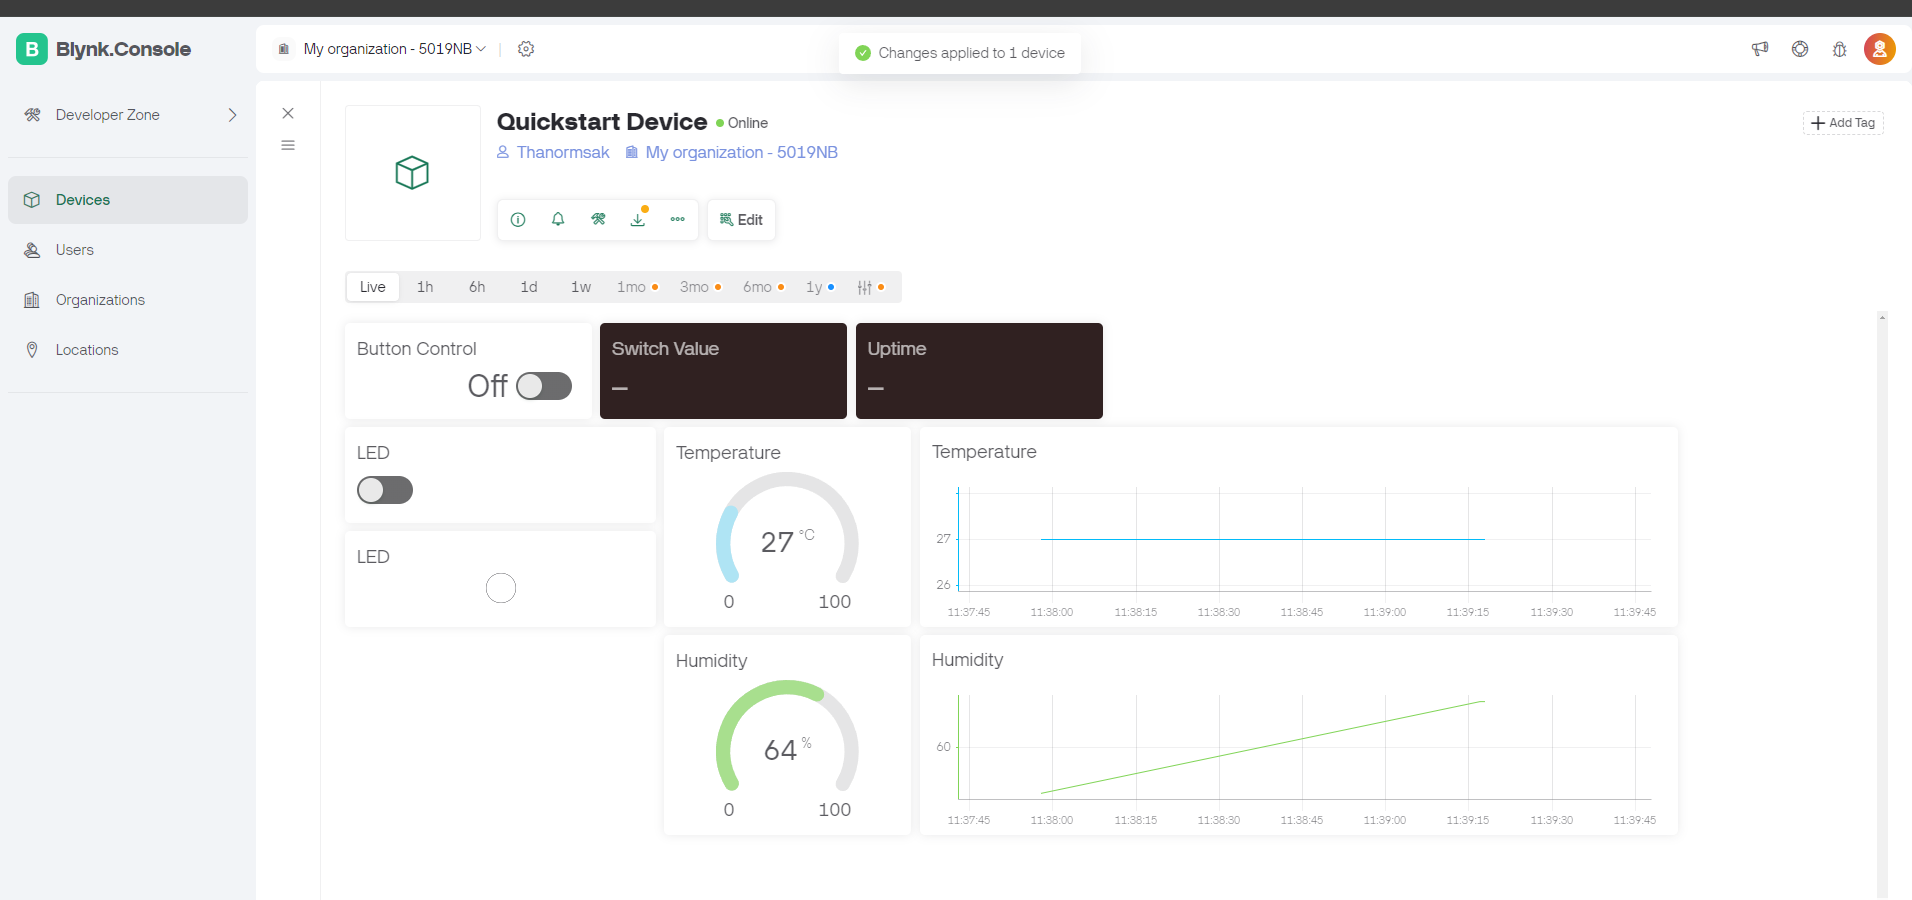 B Blynk.Console
My organization - 5019NB
Changes applied to 1 device
Developer Zone
Devices
Users
Organizations
Locations
Quickstart Device Online
Thanormsak My organization - 5019NB
Add Tag
Edit
Live 1h 6h 1d 1w 1mo 3mo 6mo 1y
Button Control
Off
Switch Value
–
Uptime
–
LED
LED
Temperature
27 °C
0 100
Temperature
27
26
11:37:45 11:38:00 11:38:15 11:38:30 11:38:45 11:39:00 11:39:15 11:39:30 11:39:45
Humidity
64 %
0 100
Humidity
60
11:37:45 11:38:00 11:38:15 11:38:30 11:38:45 11:39:00 11:39:15 11:39:30 11:39:45